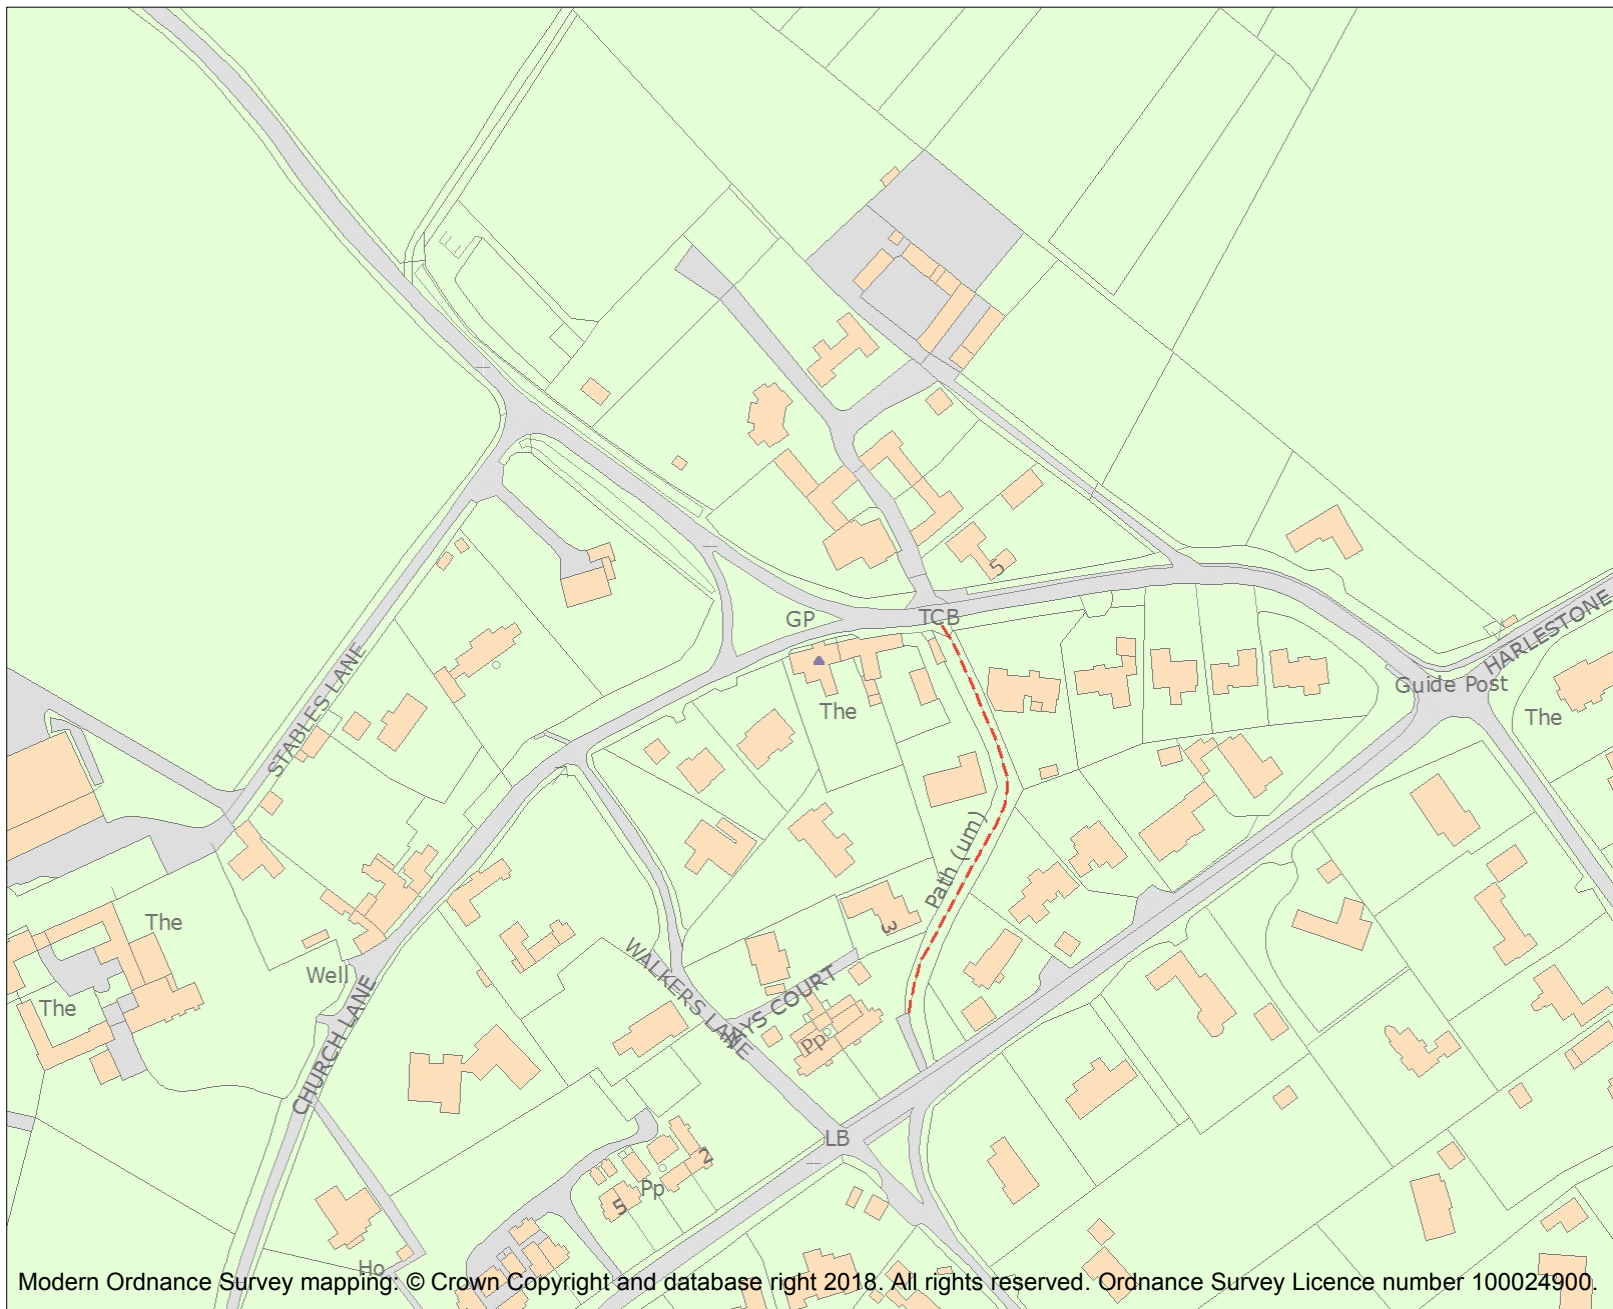 TCB
GP
5
HARLESTONE
STABLES LANE
Guide Post
The
The
Path (um)
The
3
WALKERS LANE
Well
JAYS COURT
The
Pp
CHURCH LANE
LB
2
Pp
5
Ho
Modern Ordnance Survey mapping: © Crown Copyright and database right 2018. All rights reserved. Ordnance Survey Licence number 100024900.